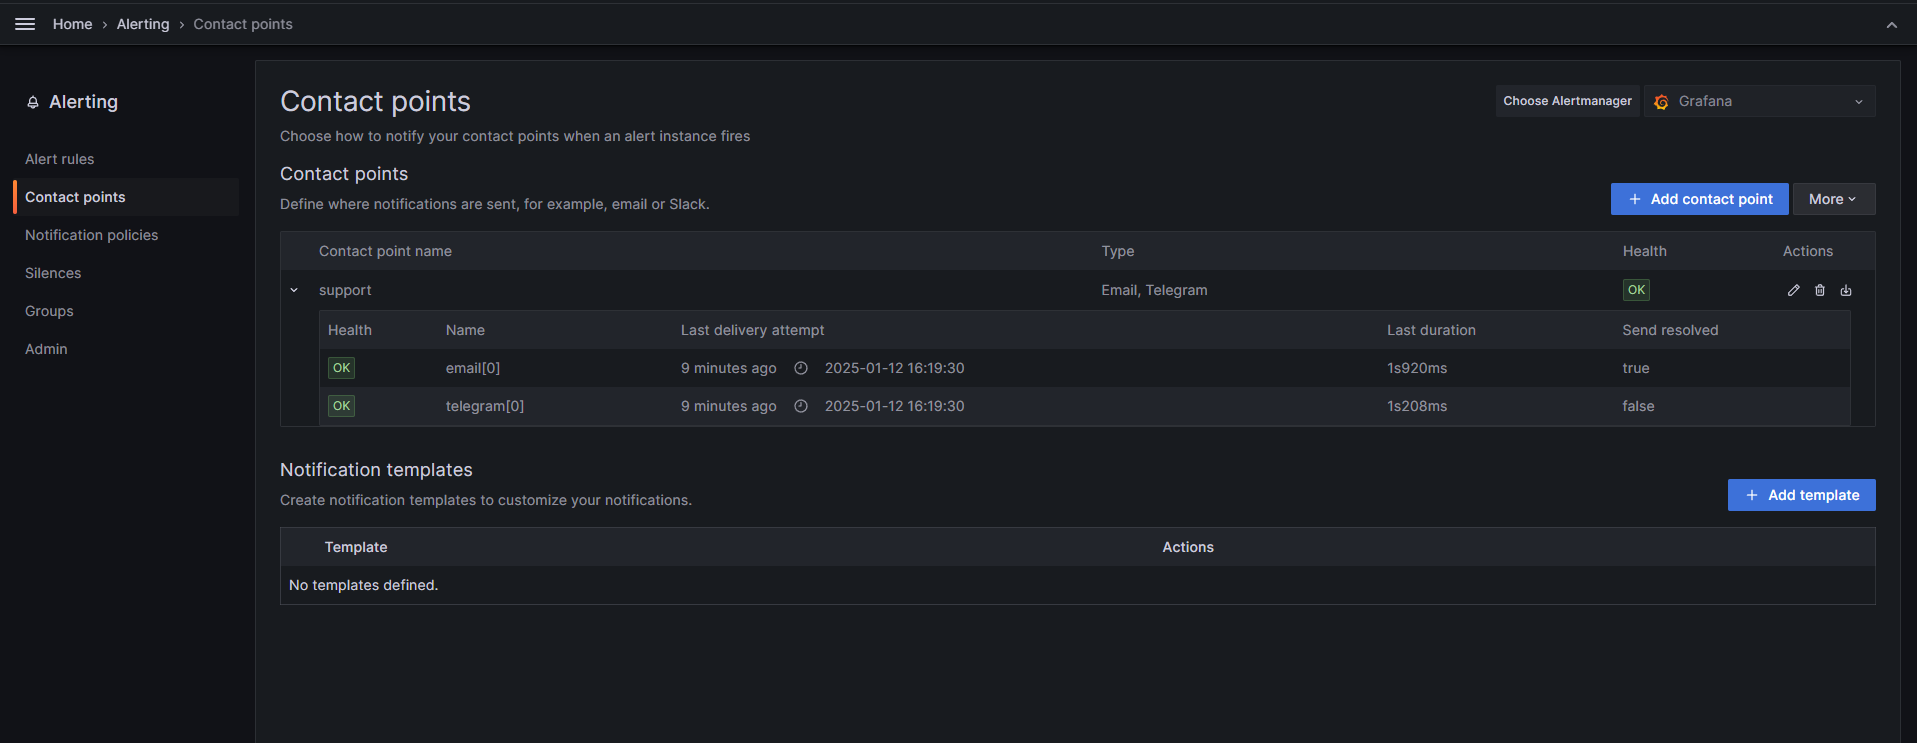 Home › Alerting › Contact points
Alerting
Alert rules
Contact points
Notification policies
Silences
Groups
Admin
Contact points
Choose Alertmanager Grafana
Choose how to notify your contact points when an alert instance fires
Contact points
Define where notifications are sent, for example, email or Slack.
+ Add contact point More
Contact point name Type Health Actions
support Email, Telegram OK
Health Name Last delivery attempt Last duration Send resolved
OK email[0] 9 minutes ago 2025-01-12 16:19:30 1s920ms true
OK telegram[0] 9 minutes ago 2025-01-12 16:19:30 1s208ms false
Notification templates
Create notification templates to customize your notifications.
+ Add template
Template Actions
No templates defined.